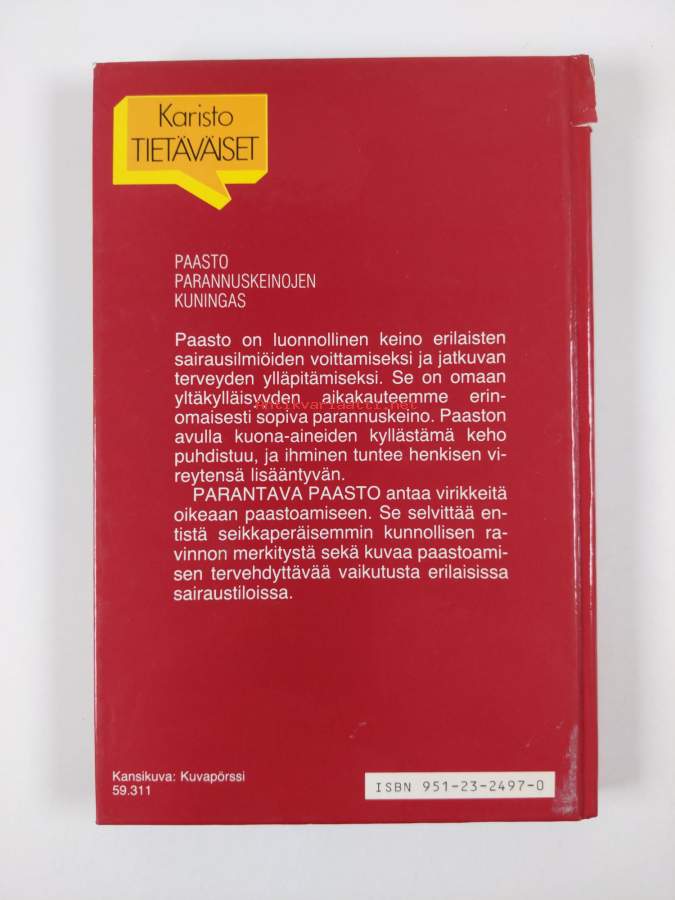 Karisto
TIETÄVÄISET
PAASTO
PARANNUSKEINOJEN
KUNINGAS
Paasto on luonnollinen keino erilaisten
sairausilmiöiden voittamiseksi ja jatkuvan
terveyden ylläpitämiseksi. Se on omaan
yltäkylläisyyden aikakauteemme erin-
antikvariaatti.net
omaisesti sopiva parannuskeino. Paaston
avulla kuona-aineiden kyllästämä keho
puhdistuu, ja ihminen tuntee henkisen vi-
reytensä lisääntyvän.
PARANTAVA PAASTO antaa virikkeitä
oikeaan paastoamiseen. Se selvittää en-
tistä seikkaperäisemmin kunnollisen ra-
vinnon merkitystä sekä kuvaa paastoami-
sen tervehdyttävää vaikutusta erilaisissa
sairaustiloissa.
Kansikuva: Kuvapörssi
59.311
ISBN 951-23-2497-0